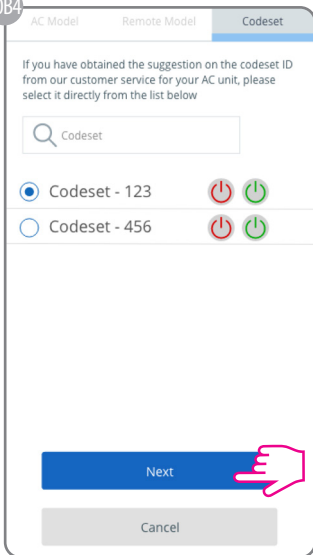 0B4
AC Model Remote Model Codeset
If you have obtained the suggestion on the codeset ID
from our customer service for your AC unit, please
select it directly from the list below
Codeset
Codeset - 123
Codeset - 456
Next
Cancel